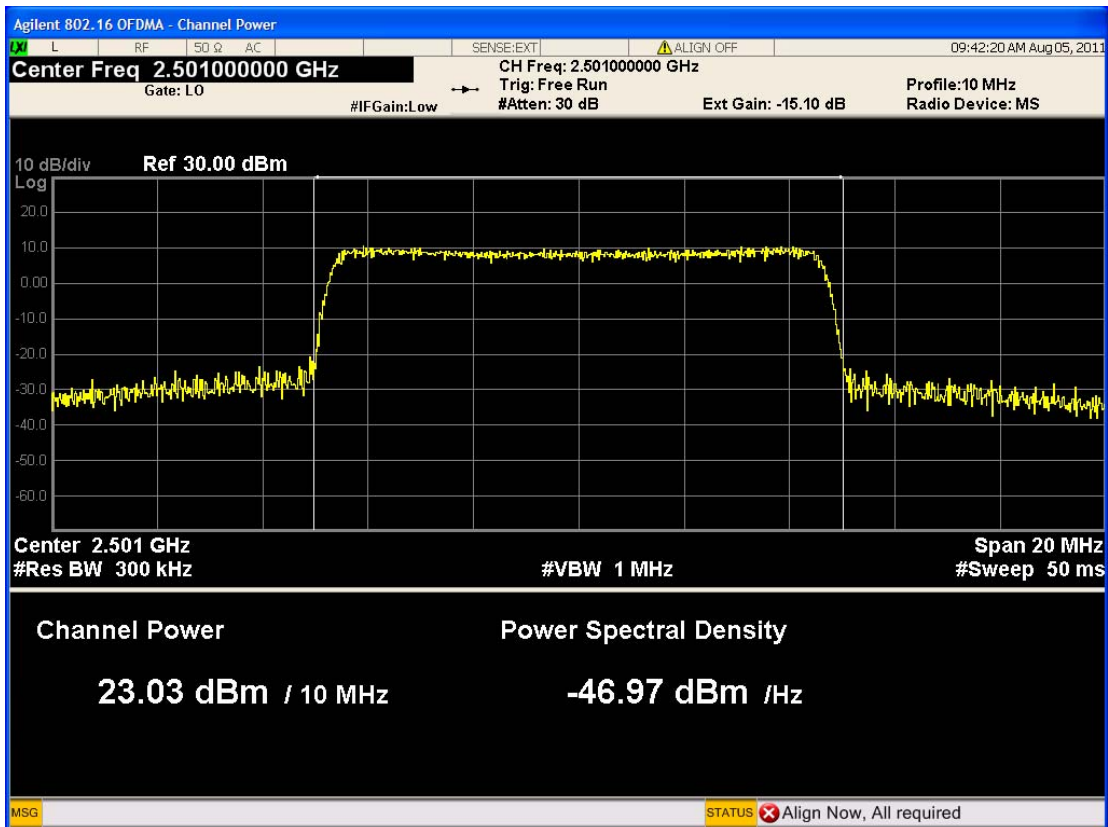 Agilent 802.16 OFDMA - Channel Power
LXI L RF 50 Ω AC SENSE:EXT ALIGN OFF 09:42:20 AM Aug 05, 2011
Center Freq 2.501000000 GHz
Gate: LO
#IFGain:Low
CH Freq: 2.501000000 GHz
Trig: Free Run
#Atten: 30 dB
Ext Gain: -15.10 dB
Profile:10 MHz
Radio Device: MS
10 dB/div Ref 30.00 dBm
Log
20.0
10.0
0.00
-10.0
-20.0
-30.0
-40.0
-50.0
-60.0
Center 2.501 GHz Span 20 MHz
#Res BW 300 kHz #VBW 1 MHz #Sweep 50 ms
Channel Power Power Spectral Density
23.03 dBm / 10 MHz -46.97 dBm /Hz
MSG STATUS Align Now, All required